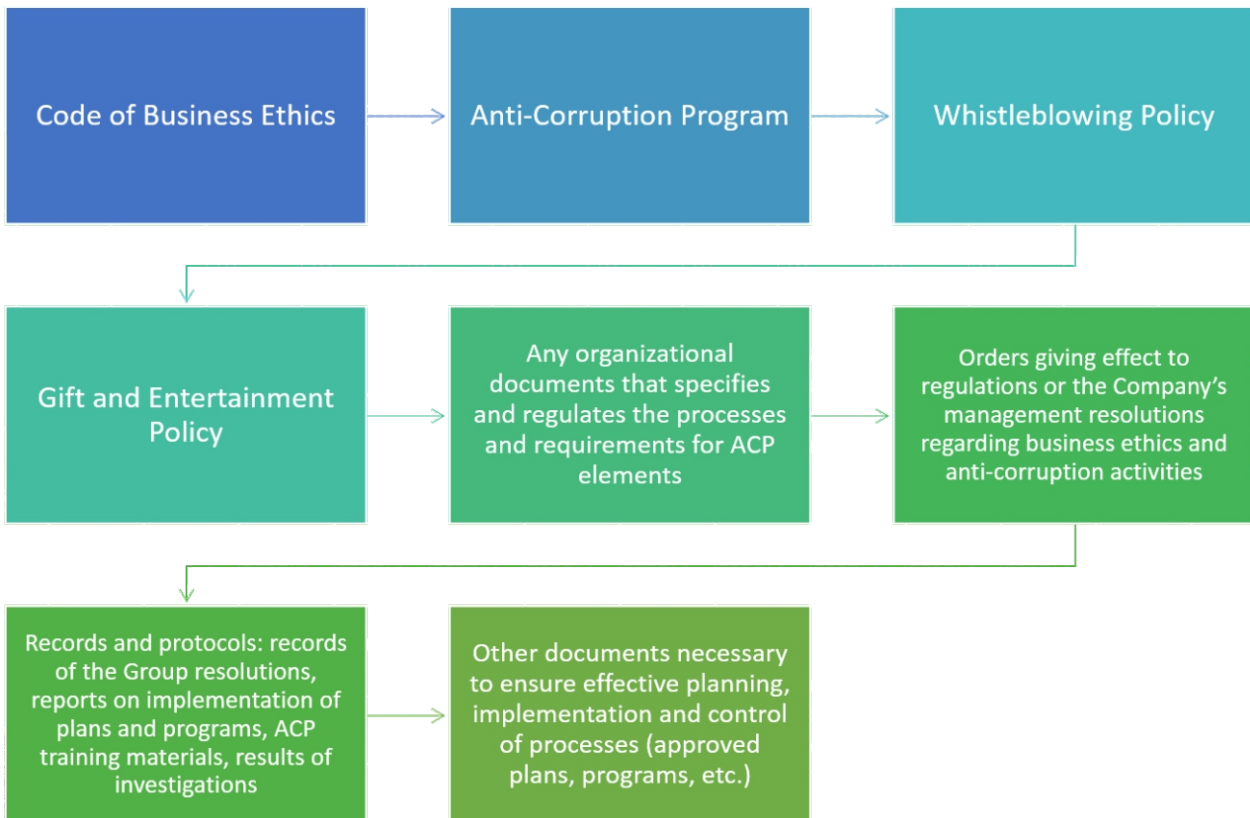 Code of Business Ethics
Anti-Corruption Program
Whistleblowing Policy
Gift and Entertainment
Policy
Any organizational
documents that specifies
and regulates the processes
and requirements for ACP
elements
Orders giving effect to
regulations or the Company’s
management resolutions
regarding business ethics and
anti-corruption activities
Records and protocols: records
of the Group resolutions,
reports on implementation of
plans and programs, ACP
training materials, results of
investigations
Other documents necessary
to ensure effective planning,
implementation and control
of processes (approved
plans, programs, etc.)